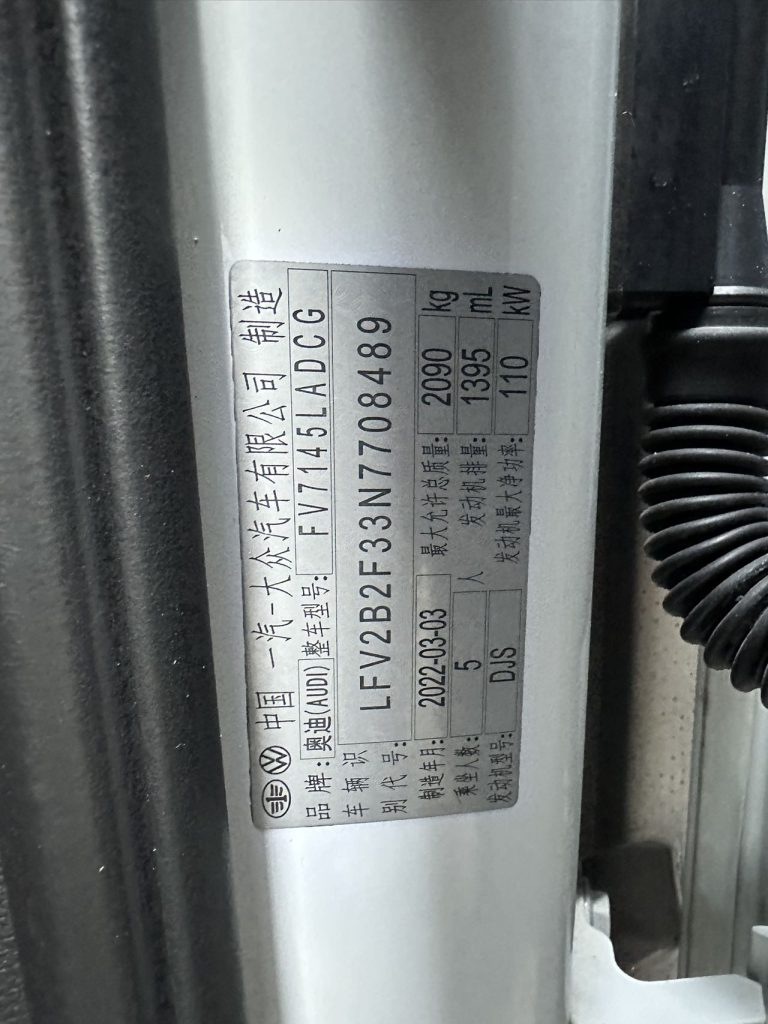 中国 一汽-大众汽车有限公司 制造
品牌:奥迪(AUDI) 整车型号: FV7145LADCG
车辆识别代号: LFV2B2F33N7708489
制造年月: 2022-03-03 最大允许总质量: 2090 kg
乘坐人数: 5 人 发动机排量: 1395 mL
发动机型号: DJS 发动机最大净功率: 110 kW